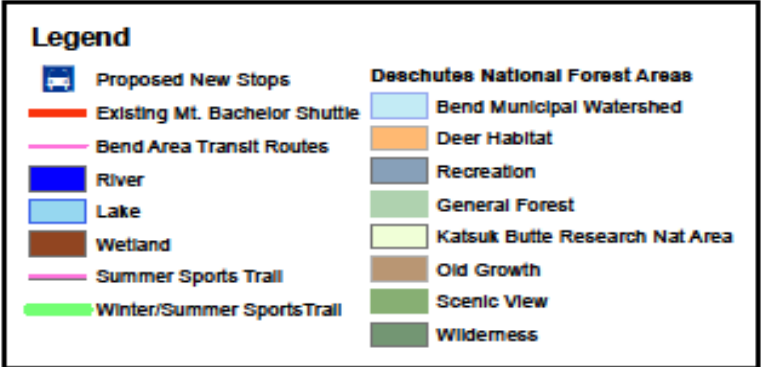 Legend
Proposed New Stops
Existing Mt. Bachelor Shuttle
Bend Area Transit Routes
River
Lake
Wetland
Summer Sports Trail
Winter/Summer SportsTrail
Deschutes National Forest Areas
Bend Municipal Watershed
Deer Habitat
Recreation
General Forest
Katsuk Butte Research Nat Area
Old Growth
Scenic View
Wilderness